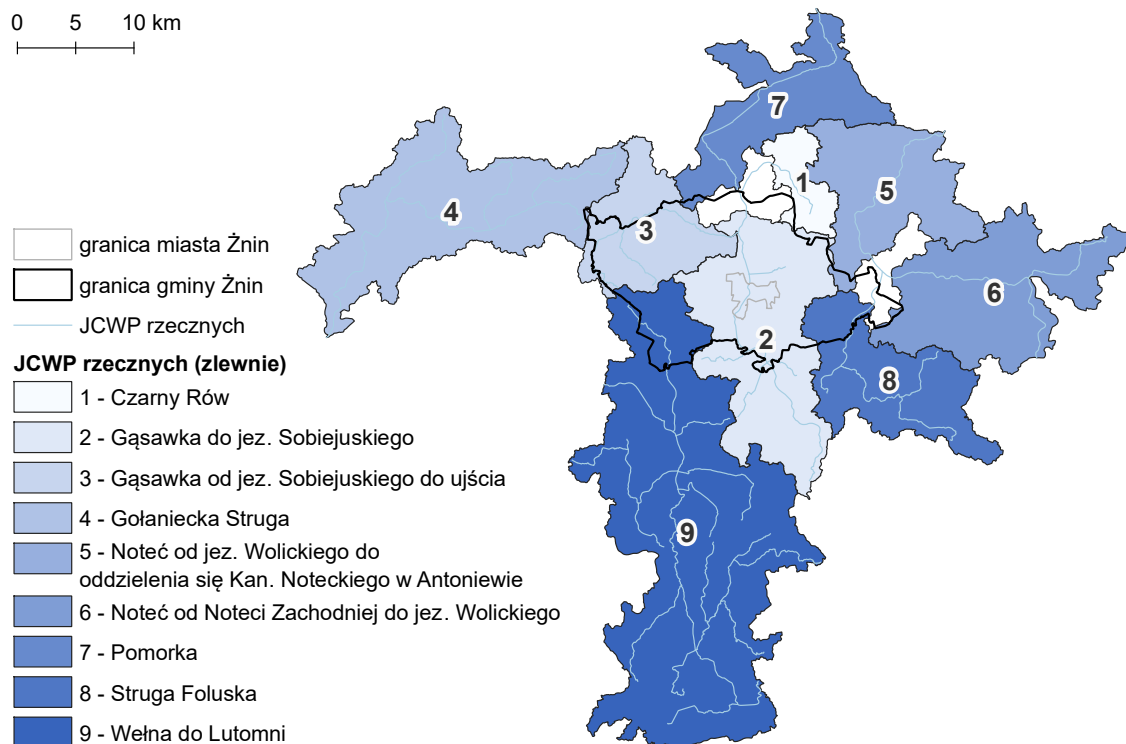 0 5 10 km
7
1
5
4
3
6
2
8
9
granica miasta Żnin
granica gminy Żnin
JCWP rzecznych
JCWP rzecznych (zlewnie)
1 - Czarny Rów
2 - Gąsawka do jez. Sobiejuskiego
3 - Gąsawka od jez. Sobiejuskiego do ujścia
4 - Gołaniecka Struga
5 - Noteć od jez. Wolickiego do
oddzielenia się Kan. Noteckiego w Antoniewie
6 - Noteć od Noteci Zachodniej do jez. Wolickiego
7 - Pomorka
8 - Struga Foluska
9 - Wełna do Lutomni